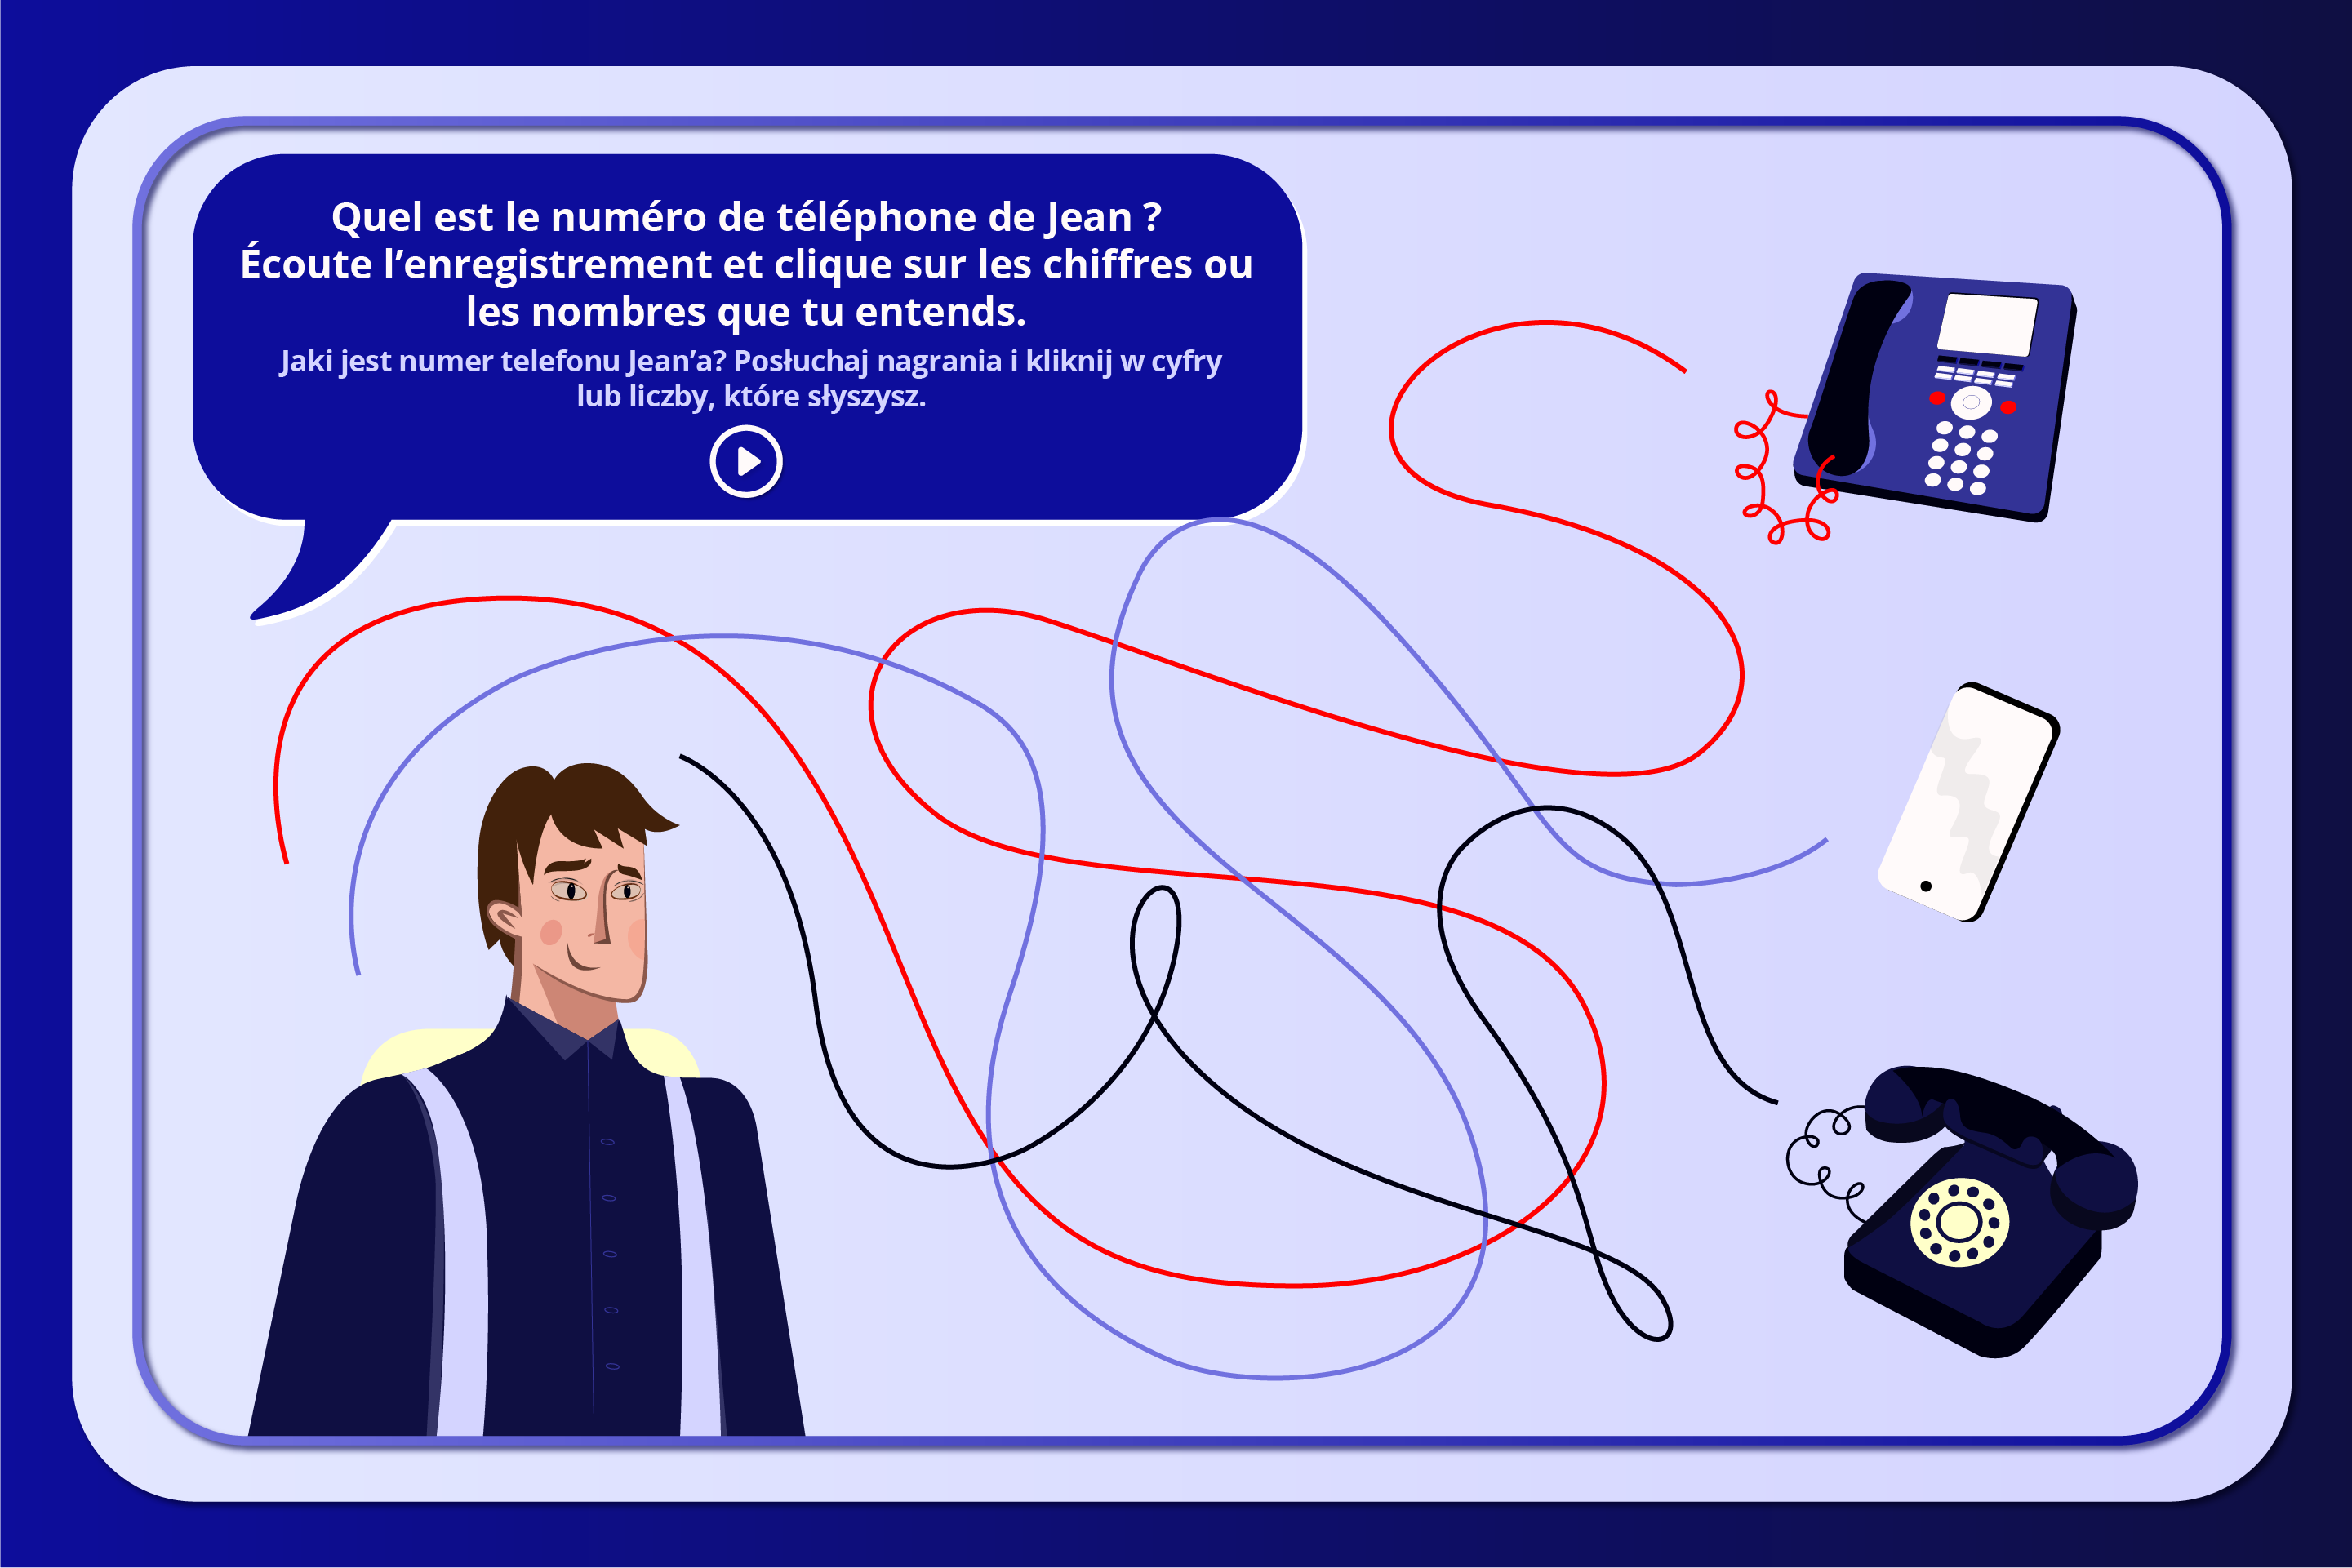 Quel est le numéro de téléphone de Jean ?
Écoute l’enregistrement et clique sur les chiffres ou
les nombres que tu entends.
Jaki jest numer telefonu Jean’a? Posłuchaj nagrania i kliknij w cyfry
lub liczby, które słyszysz.